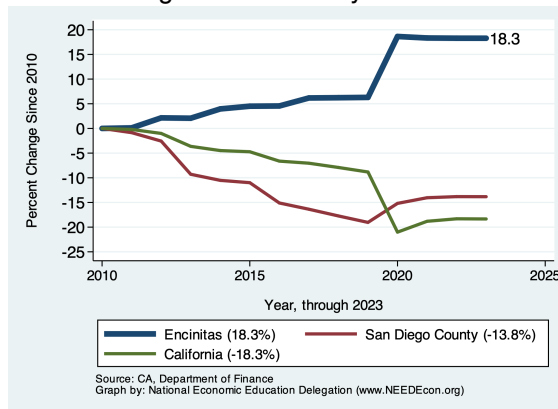 20
15
10
5
0
-5
-10
-15
-20
-25
Percent Change Since 2010
18.3
2010
2015
2020
2025
Year, through 2023
Encinitas (18.3%)
San Diego County (-13.8%)
California (-18.3%)
Source: CA, Department of Finance
Graph by: National Economic Education Delegation (www.NEEDEcon.org)